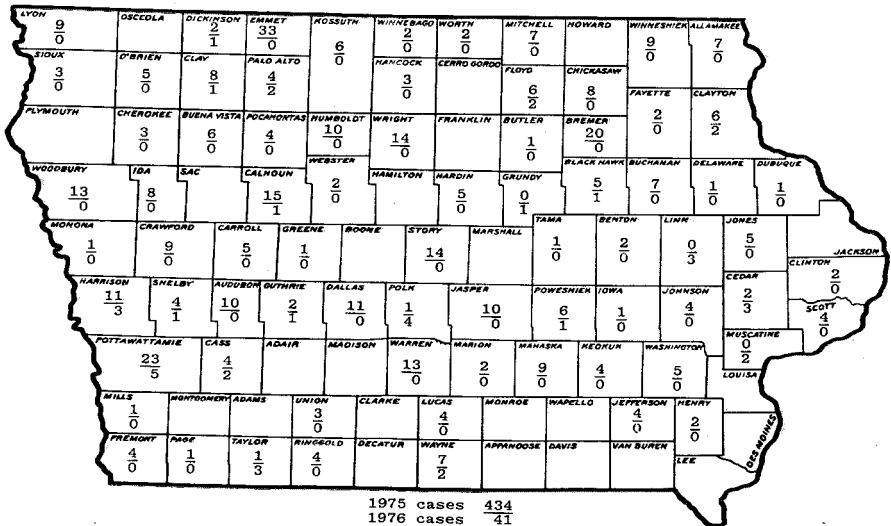 LYON OSCEOLA DICKINSON EMMET KOSSUTH WINNEBAGO WORTH MITCHELL HOWARD WINNESHIEK ALLAMAKEE
9/0 2/1 33/0 6/0 2/0 2/0 7/0 9/0 7/0
SIOUX O'BRIEN CLAY PALO ALTO HANCOCK CERRO GORDO FLOYD CHICKASAW
3/0 5/0 8/1 4/2 3/0 6/2 8/0
PLYMOUTH CHEROKEE BUENA VISTA POCAHONTAS HUMBOLDT WRIGHT FRANKLIN BUTLER BREMER FAYETTE CLAYTON
3/0 6/0 4/0 10/0 14/0 1/0 20/0 2/0 6/2
WOODBURY IDA SAC CALHOUN WEBSTER HAMILTON HARDIN GRUNDY BLACK HAWK BUCHANAN DELAWARE DUBUQUE
13/0 8/0 15/1 2/0 5/0 0/1 5/1 7/0 1/0 1/0
MONONA CRAWFORD CARROLL GREENE BOONE STORY MARSHALL TAMA BENTON LINN JONES JACKSON
1/0 9/0 5/0 1/0 14/0 1/0 2/0 0/3 5/0
HARRISON SHELBY AUDUBON GUTHRIE DALLAS POLK JASPER POWESHIEK IOWA JOHNSON CEDAR CLINTON
11/3 4/1 10/0 2/1 11/0 1/4 10/0 6/1 1/0 4/0 2/3 2/0
SCOTT
4/0
POTTAWATTAMIE CASS ADAIR MADISON WARREN MARION MAHASKA KEOKUK WASHINGTON MUSCATINE LOUISA
23/5 4/2 13/0 2/0 9/0 4/0 5/0 0/2
MILLS MONTGOMERY ADAMS UNION CLARKE LUCAS MONROE WAPELLO JEFFERSON HENRY DES MOINES
1/0 3/0 4/0 4/0 2/0
FREMONT PAGE TAYLOR RINGGOLD DECATUR WAYNE APPANOOSE DAVIS VAN BUREN LEE
4/0 1/0 1/3 4/0 7/2
1975 cases 434
1976 cases 41